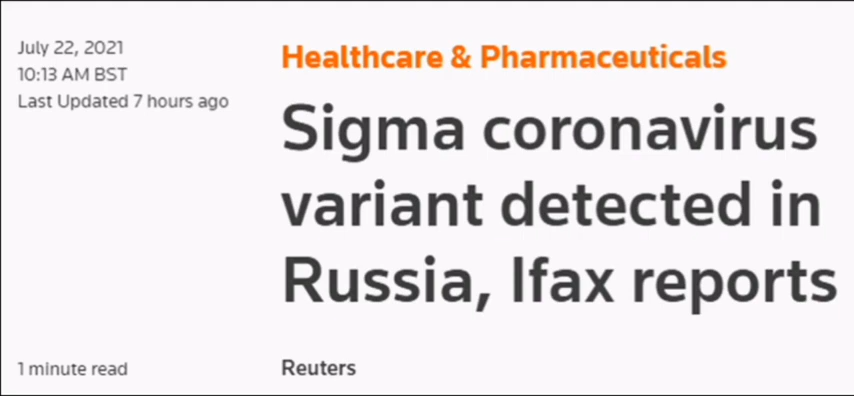 July 22, 2021
10:13 AM BST
Last Updated 7 hours ago
Healthcare & Pharmaceuticals
Sigma coronavirus
variant detected in
Russia, Ifax reports
1 minute read
Reuters